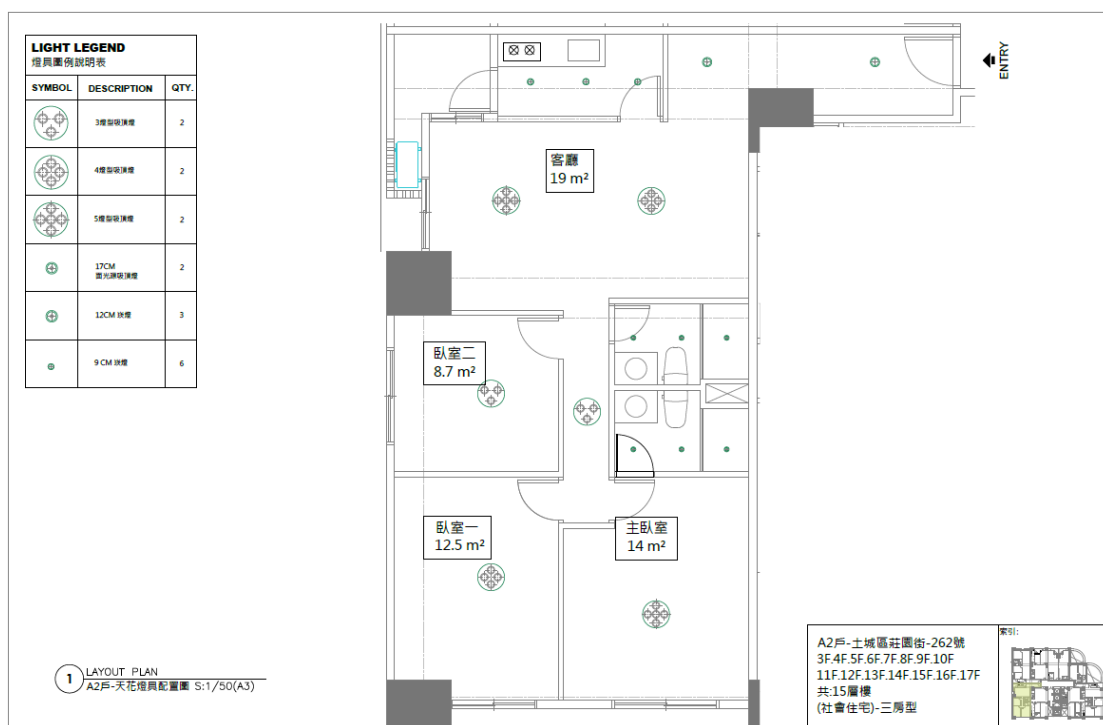 LIGHT LEGEND
燈具圖例說明表
SYMBOL DESCRIPTION QTY.
3燈型吸頂燈 2
4燈型吸頂燈 2
5燈型吸頂燈 2
17CM
面光源吸頂燈 2
12CM 崁燈 3
9 CM 崁燈 6
ENTRY
客廳
19 m²
臥室二
8.7 m²
臥室一
12.5 m²
主臥室
14 m²
1
LAYOUT PLAN
A2戶-天花燈具配置圖 S:1/50(A3)
A2戶-土城區莊園街-262號
3F.4F.5F.6F.7F.8F.9F.10F
11F.12F.13F.14F.15F.16F.17F
共:15層樓
(社會住宅)-三房型
索引: